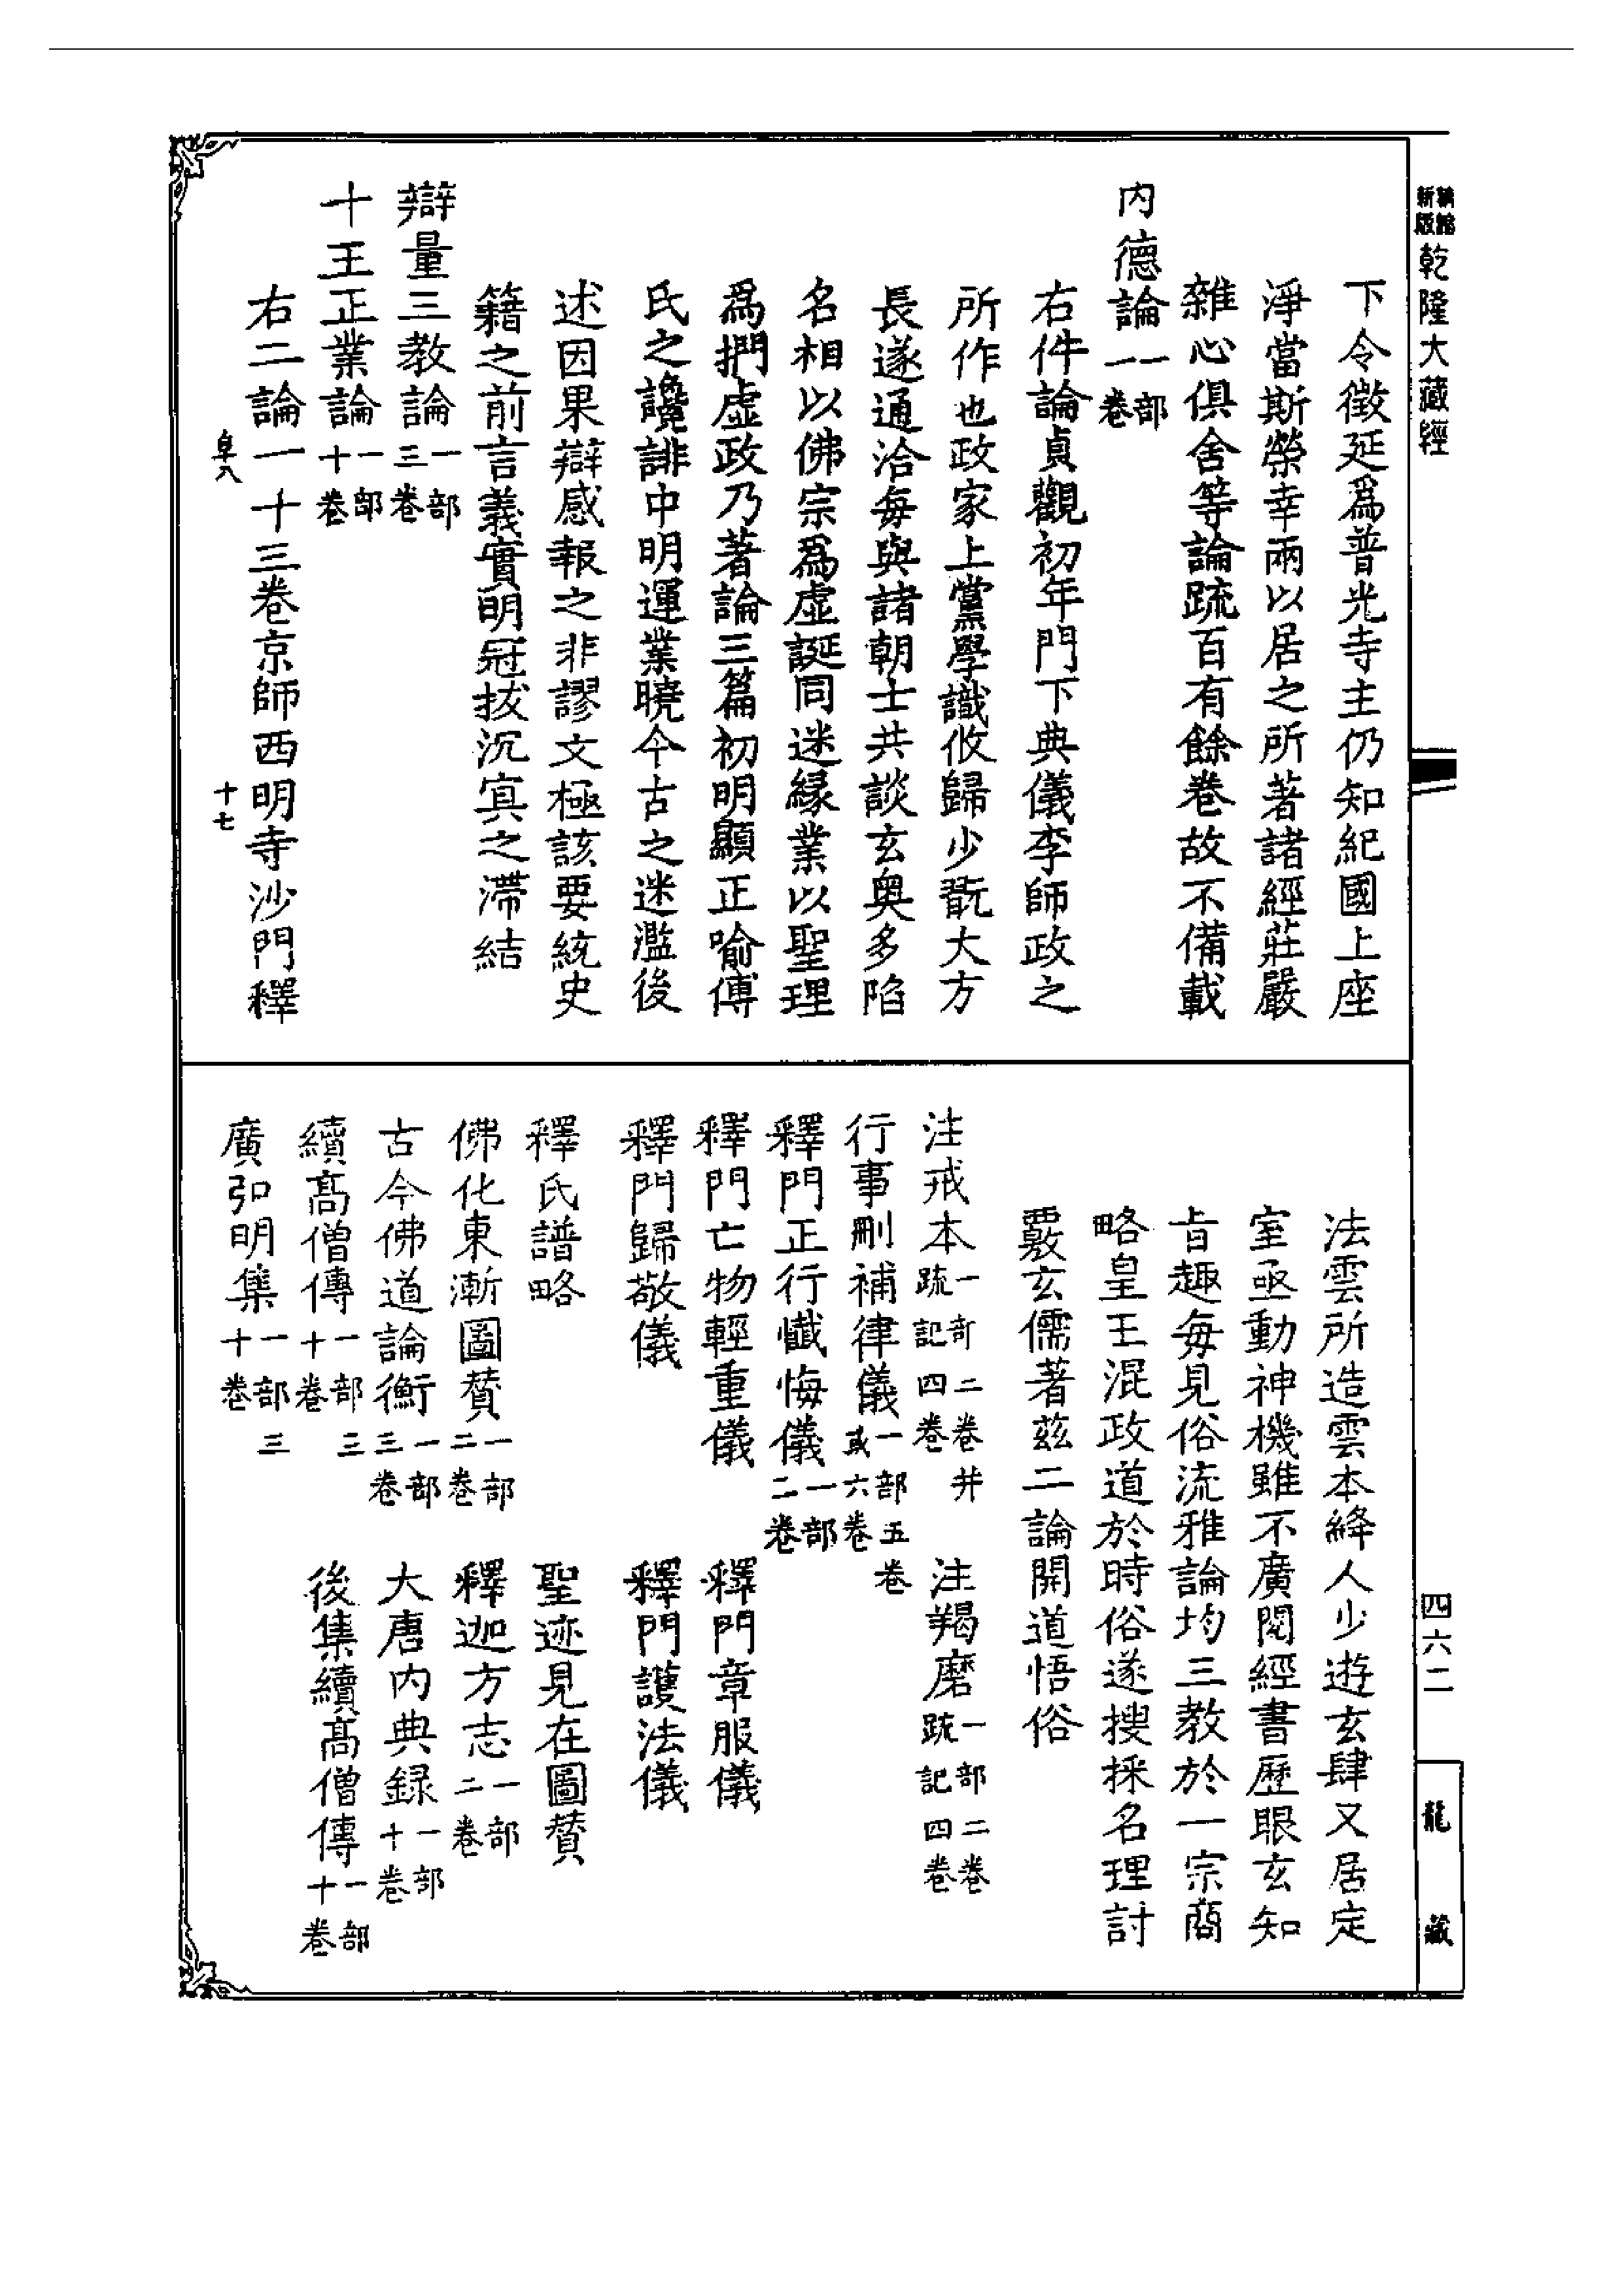 新版 精縮 乾隆大藏經
四六二
龍藏
下令徵延爲普光寺主仍知紀國上座
淨當斯榮幸兩以居之所著諸經莊嚴
雜心俱舍等論疏百有餘卷故不備載
內德論一部一卷
右件論貞觀初年門下典儀李師政之
所作也政家上黨學識攸歸少翫大方
長遂通洽每與諸朝士共談玄奧多陷
名相以佛宗爲虛誕同迷緣業以聖理
爲捫虛政乃著論三篇初明顯正喻傅
氏之讒誹中明運業曉今古之迷濫後
述因果辯感報之非謬文極該要統史
籍之前言義實明冠拔沉寘之滯結
辯量三教論一部三卷
十王正業論一部十卷
右二論一十三卷京師西明寺沙門釋
阜八 十七
法雲所造雲本絳人少遊玄肆又居定
室亟動神機雖不廣閱經書歷眼玄知
旨趣每見俗流雅論均三教於一宗商
略皇王混政道於時俗遂搜採名理討
覈玄儒著茲二論開道悟俗
注戒本一部二卷并疏記四卷 注羯磨一部二卷疏記四卷
行事刪補律儀一部五卷或六卷
釋門正行懺悔儀一部二卷
釋門亡物輕重儀 釋門章服儀
釋門歸敬儀 釋門護法儀
釋氏譜略 聖迹見在圖贊
佛化東漸圖贊一部二卷 釋迦方志一部二卷
古今佛道論衡一部三卷 大唐內典録一部十卷
續高僧傳一部三十卷 後集續高僧傳一部十卷
廣弘明集一部三十卷